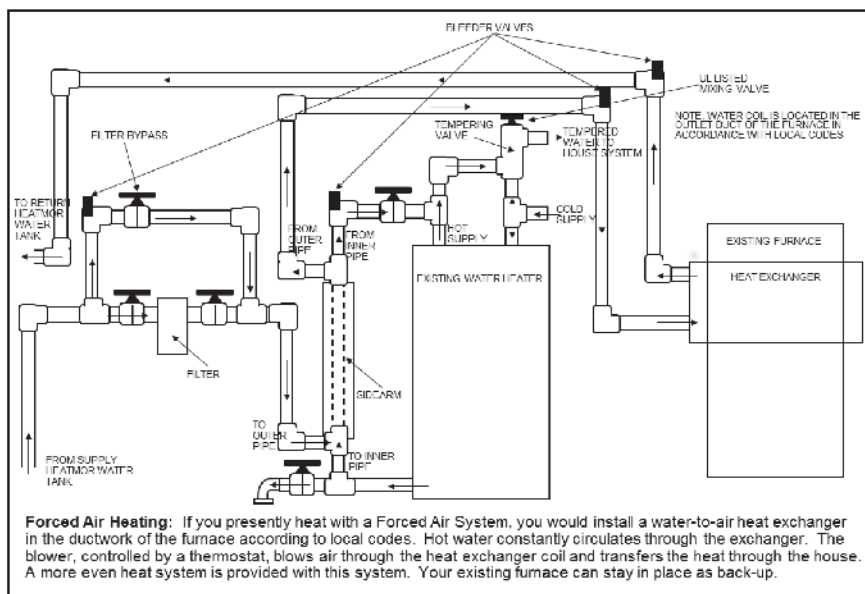 BLEEDER VALVES
UL LISTED
MIXING VALVE
NOTE: WATER COIL IS LOCATED IN THE
OUTLET DUCT OF THE FURNACE IN
ACCORDANCE WITH LOCAL CODES
FILTER BYPASS
TEMPERING
VALVE
TEMPERED
WATER TO
HOUSE SYSTEM
TO RETURN
HEATMOR
WATER
TANK
FROM
OUTER
PIPE
FROM
INNER
PIPE
HOT
SUPPLY
COLD
SUPPLY
EXISTING FURNACE
HEAT EXCHANGER
EXISTING WATER HEATER
FILTER
SIDEARM
TO
OUTER
PIPE
TO INNER
PIPE
FROM SUPPLY
HEATMOR WATER
TANK
Forced Air Heating: If you presently heat with a Forced Air System, you would install a water-to-air heat exchanger
in the ductwork of the furnace according to local codes. Hot water constantly circulates through the exchanger. The
blower, controlled by a thermostat, blows air through the heat exchanger coil and transfers the heat through the house.
A more even heat system is provided with this system. Your existing furnace can stay in place as back-up.